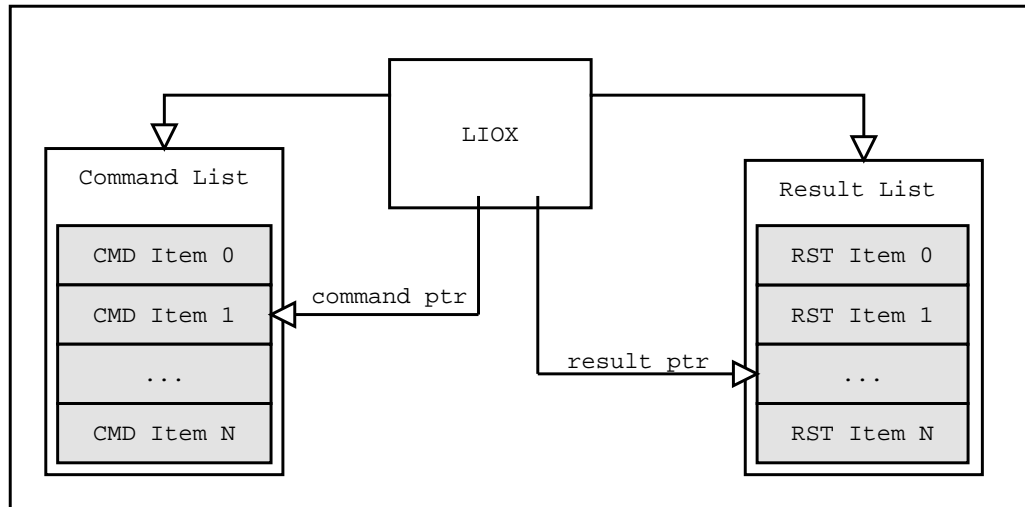 LIOX
Command List
CMD Item 0
CMD Item 1
...
CMD Item N
command ptr
result ptr
Result List
RST Item 0
RST Item 1
...
RST Item N